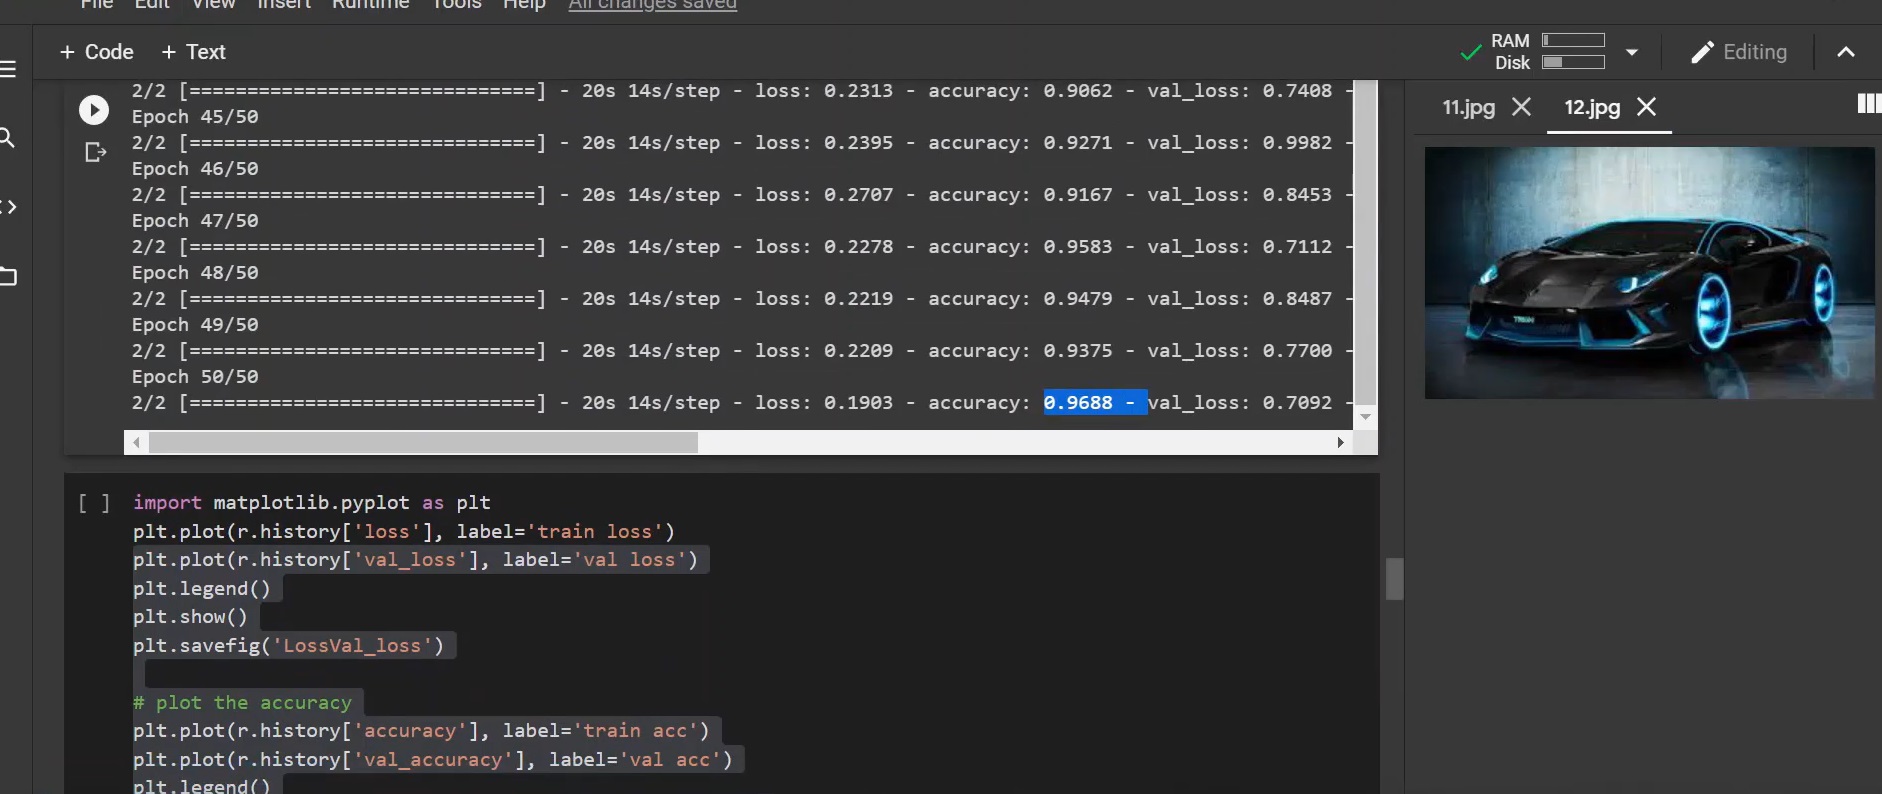 File Edit View Insert Runtime Tools Help All changes saved
+ Code + Text
RAM
Disk
Editing
2/2 [==============================] - 20s 14s/step - loss: 0.2313 - accuracy: 0.9062 - val_loss: 0.7408 -
Epoch 45/50
2/2 [==============================] - 20s 14s/step - loss: 0.2395 - accuracy: 0.9271 - val_loss: 0.9982 -
Epoch 46/50
2/2 [==============================] - 20s 14s/step - loss: 0.2707 - accuracy: 0.9167 - val_loss: 0.8453 -
Epoch 47/50
2/2 [==============================] - 20s 14s/step - loss: 0.2278 - accuracy: 0.9583 - val_loss: 0.7112 -
Epoch 48/50
2/2 [==============================] - 20s 14s/step - loss: 0.2219 - accuracy: 0.9479 - val_loss: 0.8487 -
Epoch 49/50
2/2 [==============================] - 20s 14s/step - loss: 0.2209 - accuracy: 0.9375 - val_loss: 0.7700 -
Epoch 50/50
2/2 [==============================] - 20s 14s/step - loss: 0.1903 - accuracy: 0.9688 - val_loss: 0.7092 -
[ ] import matplotlib.pyplot as plt
plt.plot(r.history['loss'], label='train loss')
plt.plot(r.history['val_loss'], label='val loss')
plt.legend()
plt.show()
plt.savefig('LossVal_loss')
# plot the accuracy
plt.plot(r.history['accuracy'], label='train acc')
plt.plot(r.history['val_accuracy'], label='val acc')
plt.legend()
11.jpg
12.jpg